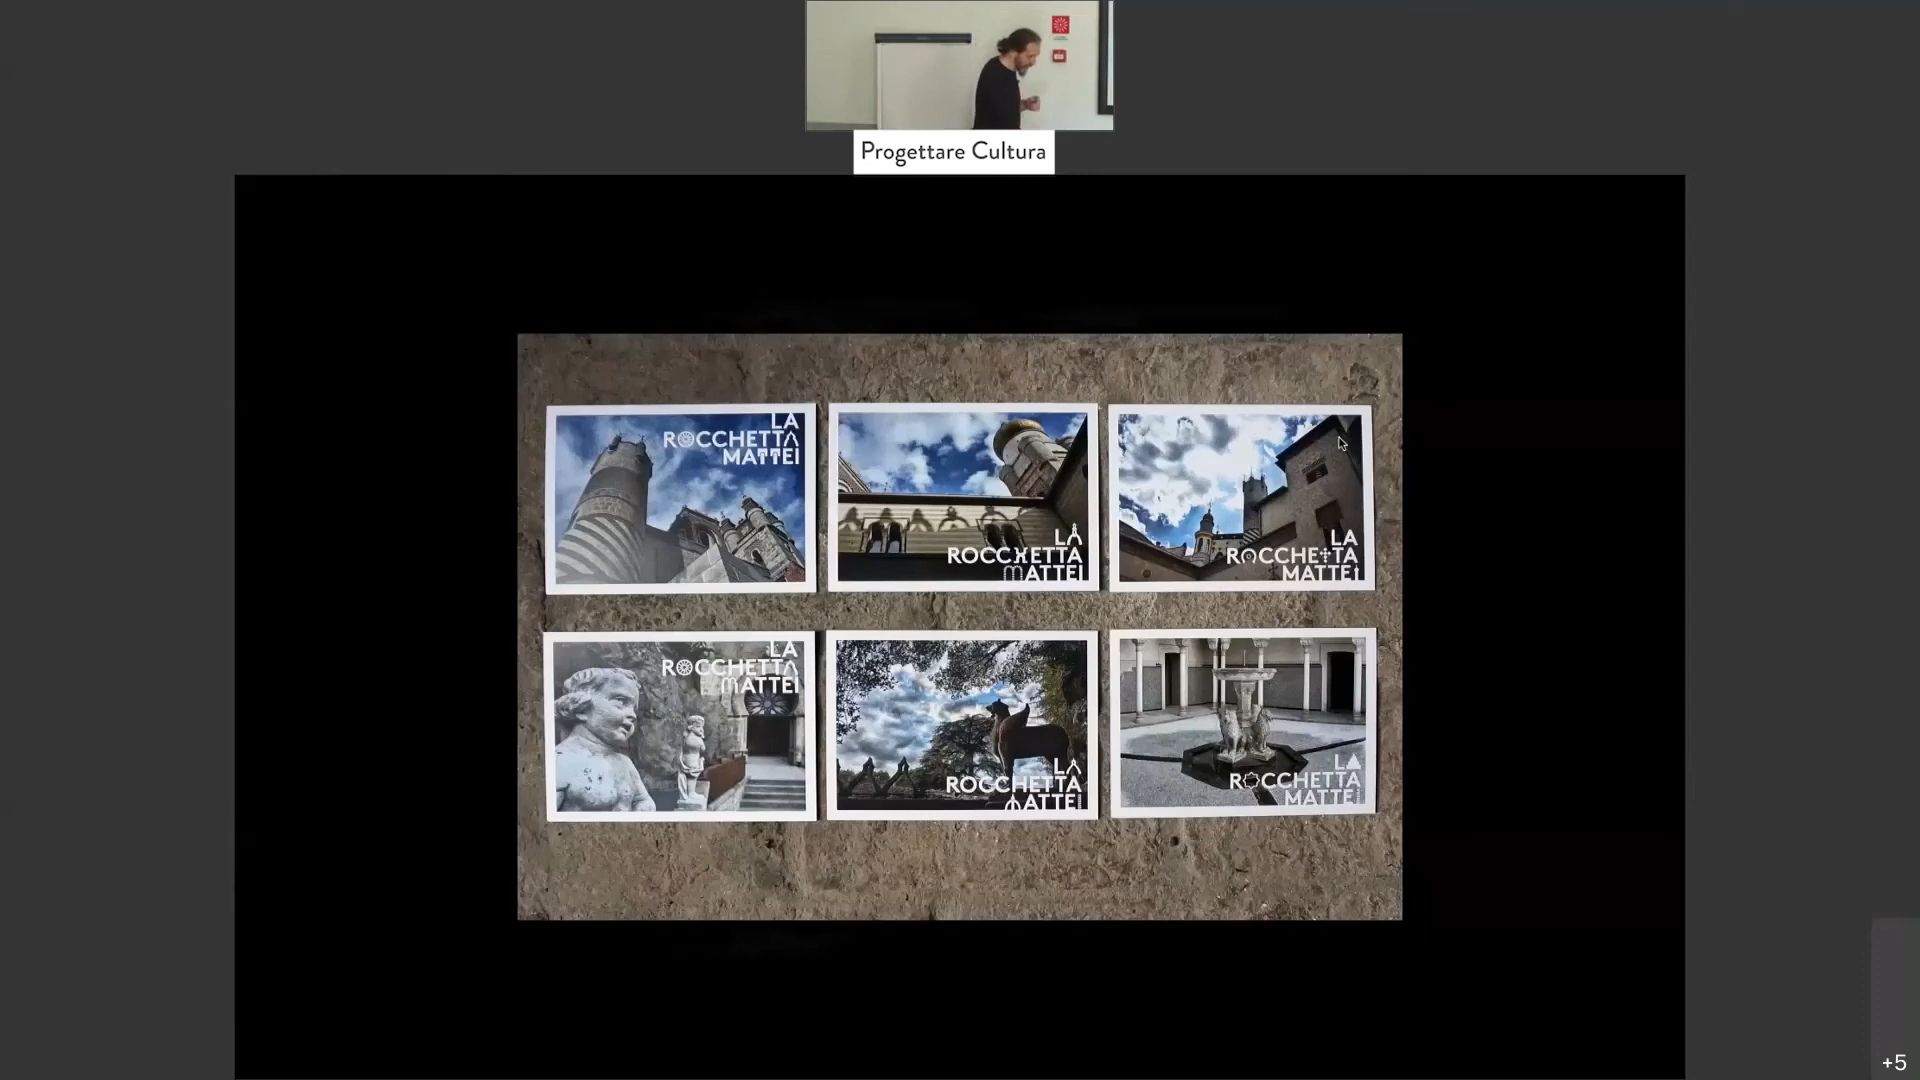 Progettare Cultura
LA
ROCCHETTA
MATTEI
LA
ROCCHETTA
MATTEI
LA
ROCCHETTA
MATTEI
LA
ROCCHETTA
MATTEI
LA
ROCCHETTA
MATTEI
LA
ROCCHETTA
MATTEI
+5